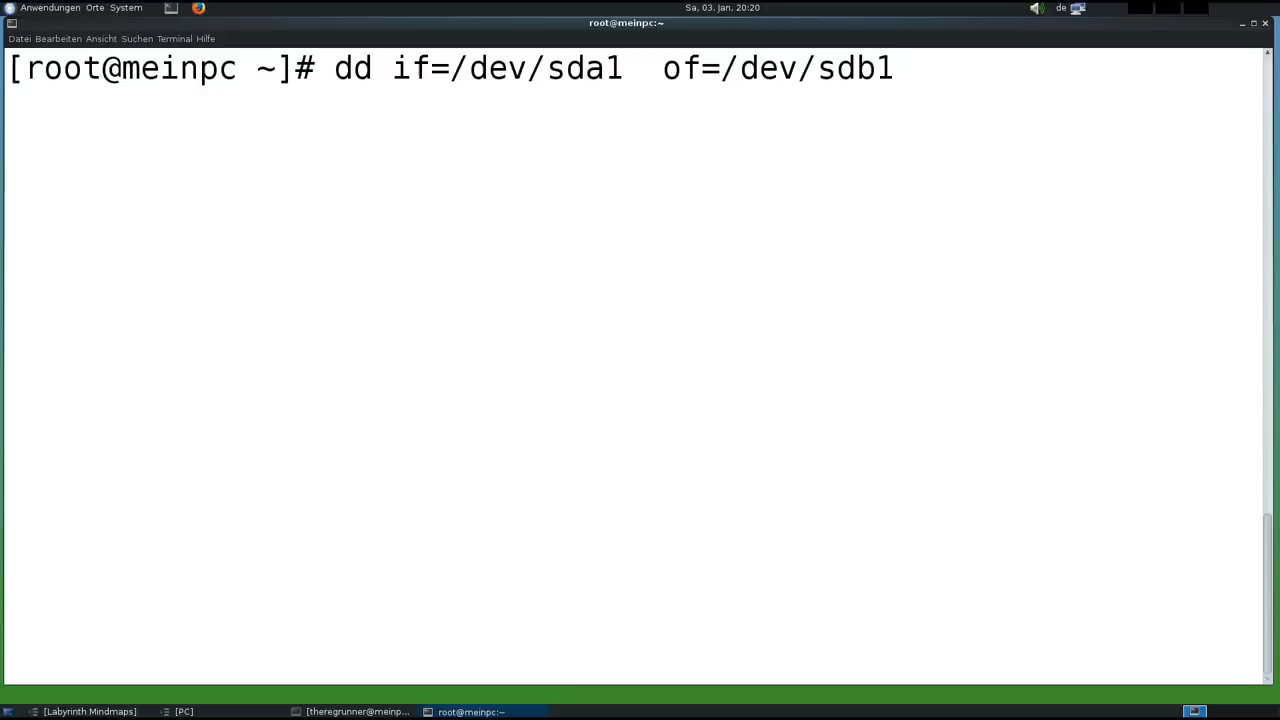 Anwendungen Orte System Sa, 03. Jan, 20:20 de
root@meinpc:~
Datei Bearbeiten Ansicht Suchen Terminal Hilfe
[root@meinpc ~]# dd if=/dev/sda1  of=/dev/sdb1
[Labyrinth Mindmaps] [PC] [theregrunner@meinp... root@meinpc:~